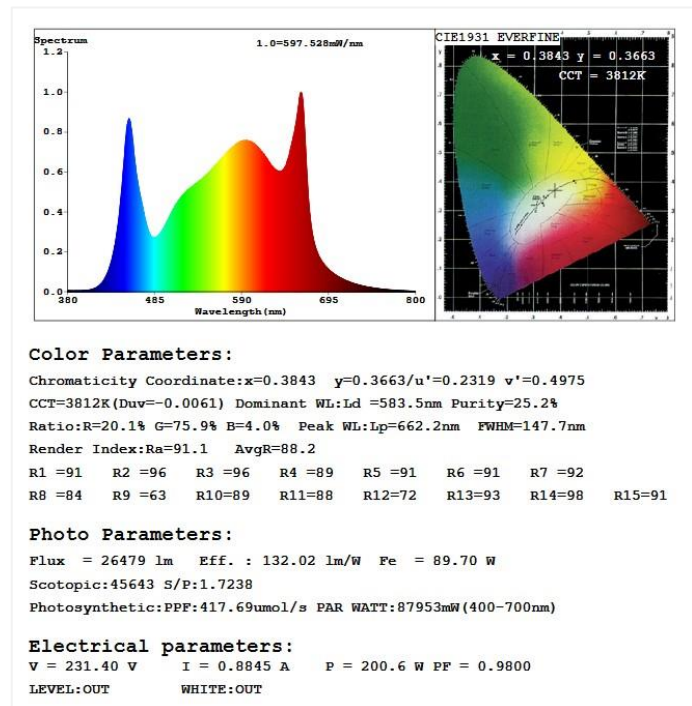 Spectrum
1.0=597.528mW/nm
1.2
1.0
0.8
0.6
0.4
0.2
0.0
380 485 590 695 800
Wavelength(nm)
CIE1931 EVERFINE
x = 0.3843 y = 0.3663
CCT = 3812K
Color Parameters:
Chromaticity Coordinate:x=0.3843 y=0.3663/u'=0.2319 v'=0.4975
CCT=3812K(Duv=-0.0061) Dominant WL:Ld =583.5nm Purity=25.2%
Ratio:R=20.1% G=75.9% B=4.0% Peak WL:Lp=662.2nm FWHM=147.7nm
Render Index:Ra=91.1 AvgR=88.2
R1 =91 R2 =96 R3 =96 R4 =89 R5 =91 R6 =91 R7 =92
R8 =84 R9 =63 R10=89 R11=88 R12=72 R13=93 R14=98 R15=91
Photo Parameters:
Flux = 26479 lm Eff. : 132.02 lm/W Fe = 89.70 W
Scotopic:45643 S/P:1.7238
Photosynthetic:PPF:417.69umol/s PAR WATT:87953mW(400-700nm)
Electrical parameters:
V = 231.40 V I = 0.8845 A P = 200.6 W PF = 0.9800
LEVEL:OUT WHITE:OUT